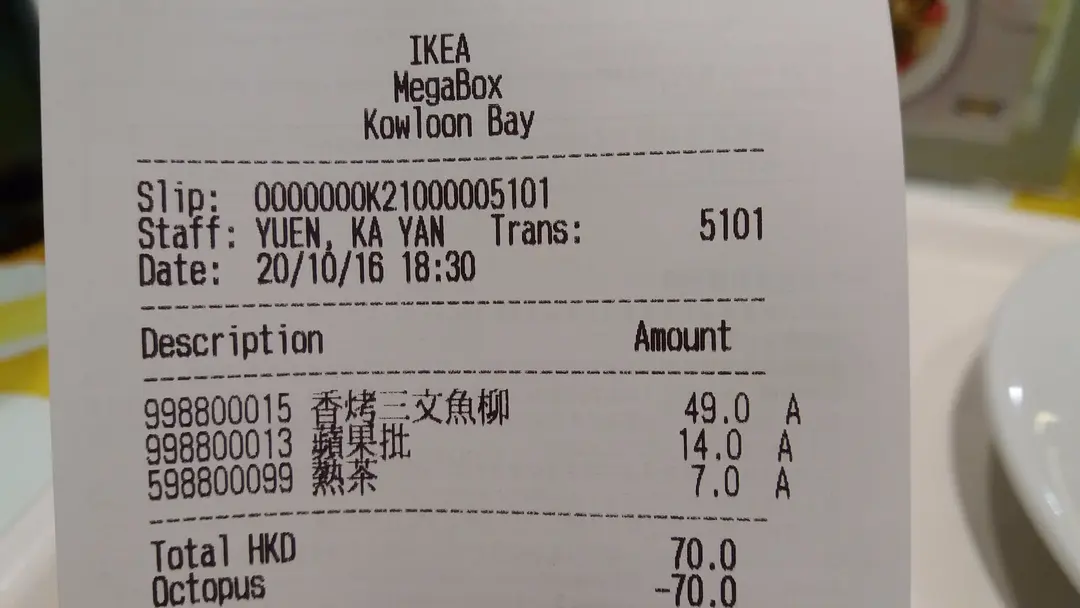 IKEA
MegaBox
Kowloon Bay
Slip: 0000000K21000005101
Staff: YUEN, KA YAN Trans: 5101
Date: 20/10/16 18:30
Description Amount
998800015 香烤三文魚柳 49.0 A
998800013 蘋果批 14.0 A
598800099 熱茶 7.0 A
Total HKD 70.0
Octopus -70.0